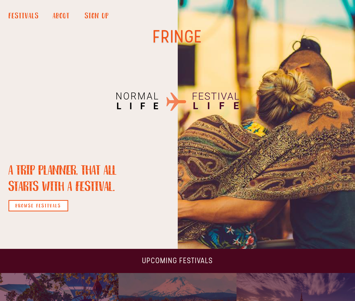 FESTIVALS ABOUT SIGN UP
FRINGE
NORMAL FESTIVAL
LIFE LIFE
A TRIP PLANNER THAT ALL
STARTS WITH A FESTIVAL.
BROWSE FESTIVALS
UPCOMING FESTIVALS